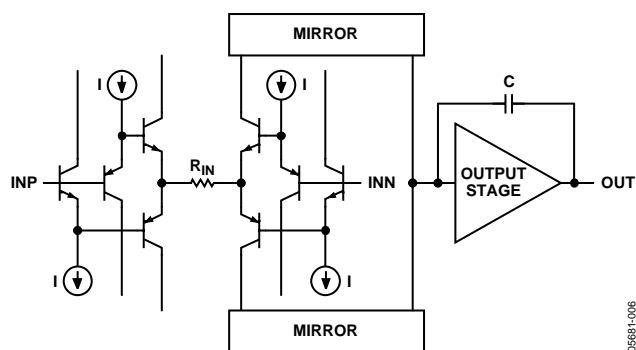 MIRROR
I
I
C
R_IN
INP
INN
OUTPUT
STAGE
OUT
I
I
MIRROR
05681-006